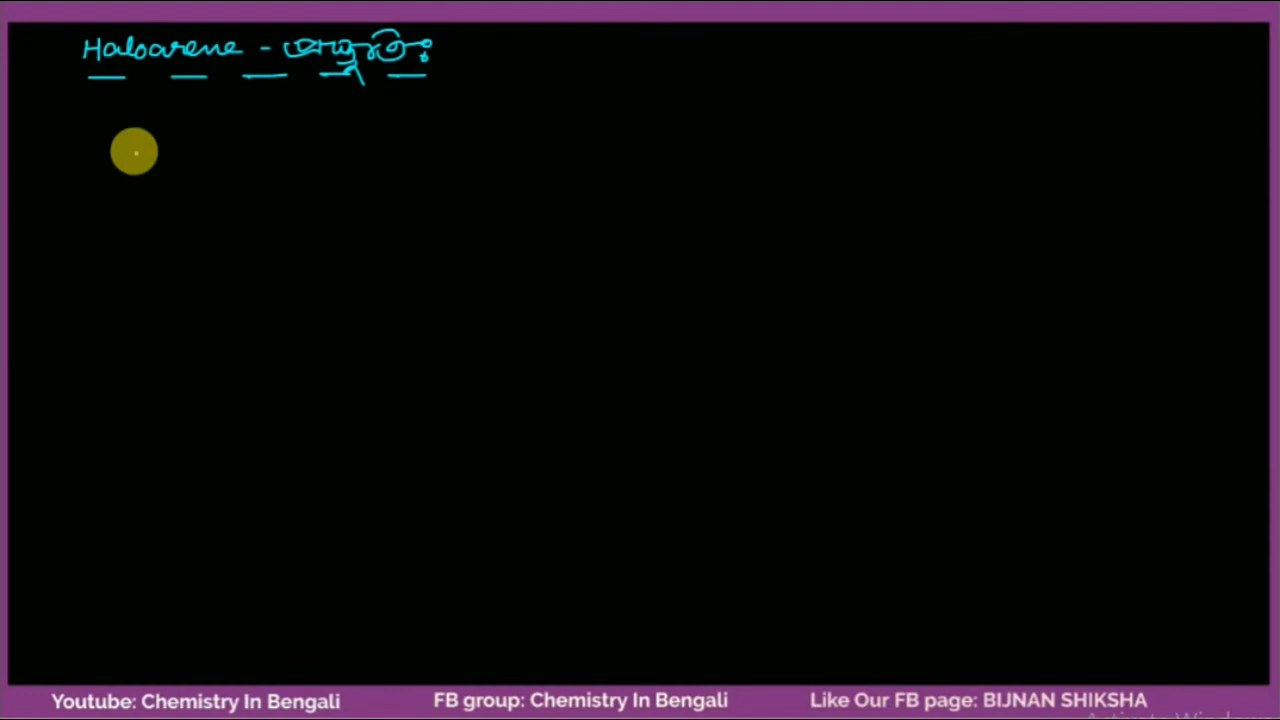 Haloarene - প্রস্তুতি:
Youtube: Chemistry In Bengali FB group: Chemistry In Bengali Like Our FB page: BIJNAN SHIKSHA